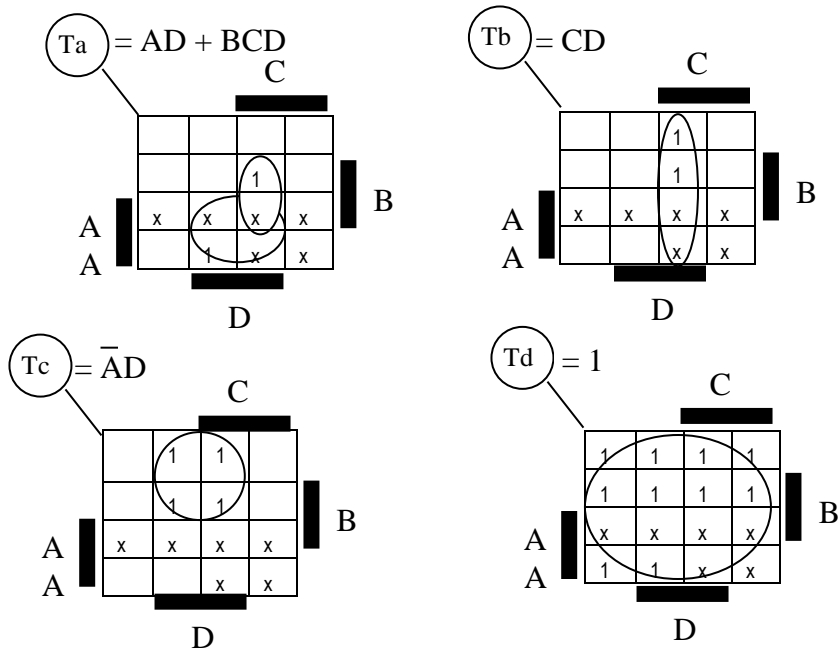 Ta = AD + BCD
C
1
x x x x
1 x x
A
A
B
D
Tb = CD
C
1
1
x x x x
x x
A
A
B
D
Tc = A̅D
C
1 1
1 1
x x x x
x x
A
A
B
D
Td = 1
C
1 1 1 1
1 1 1 1
x x x x
1 1 x x
A
A
B
D